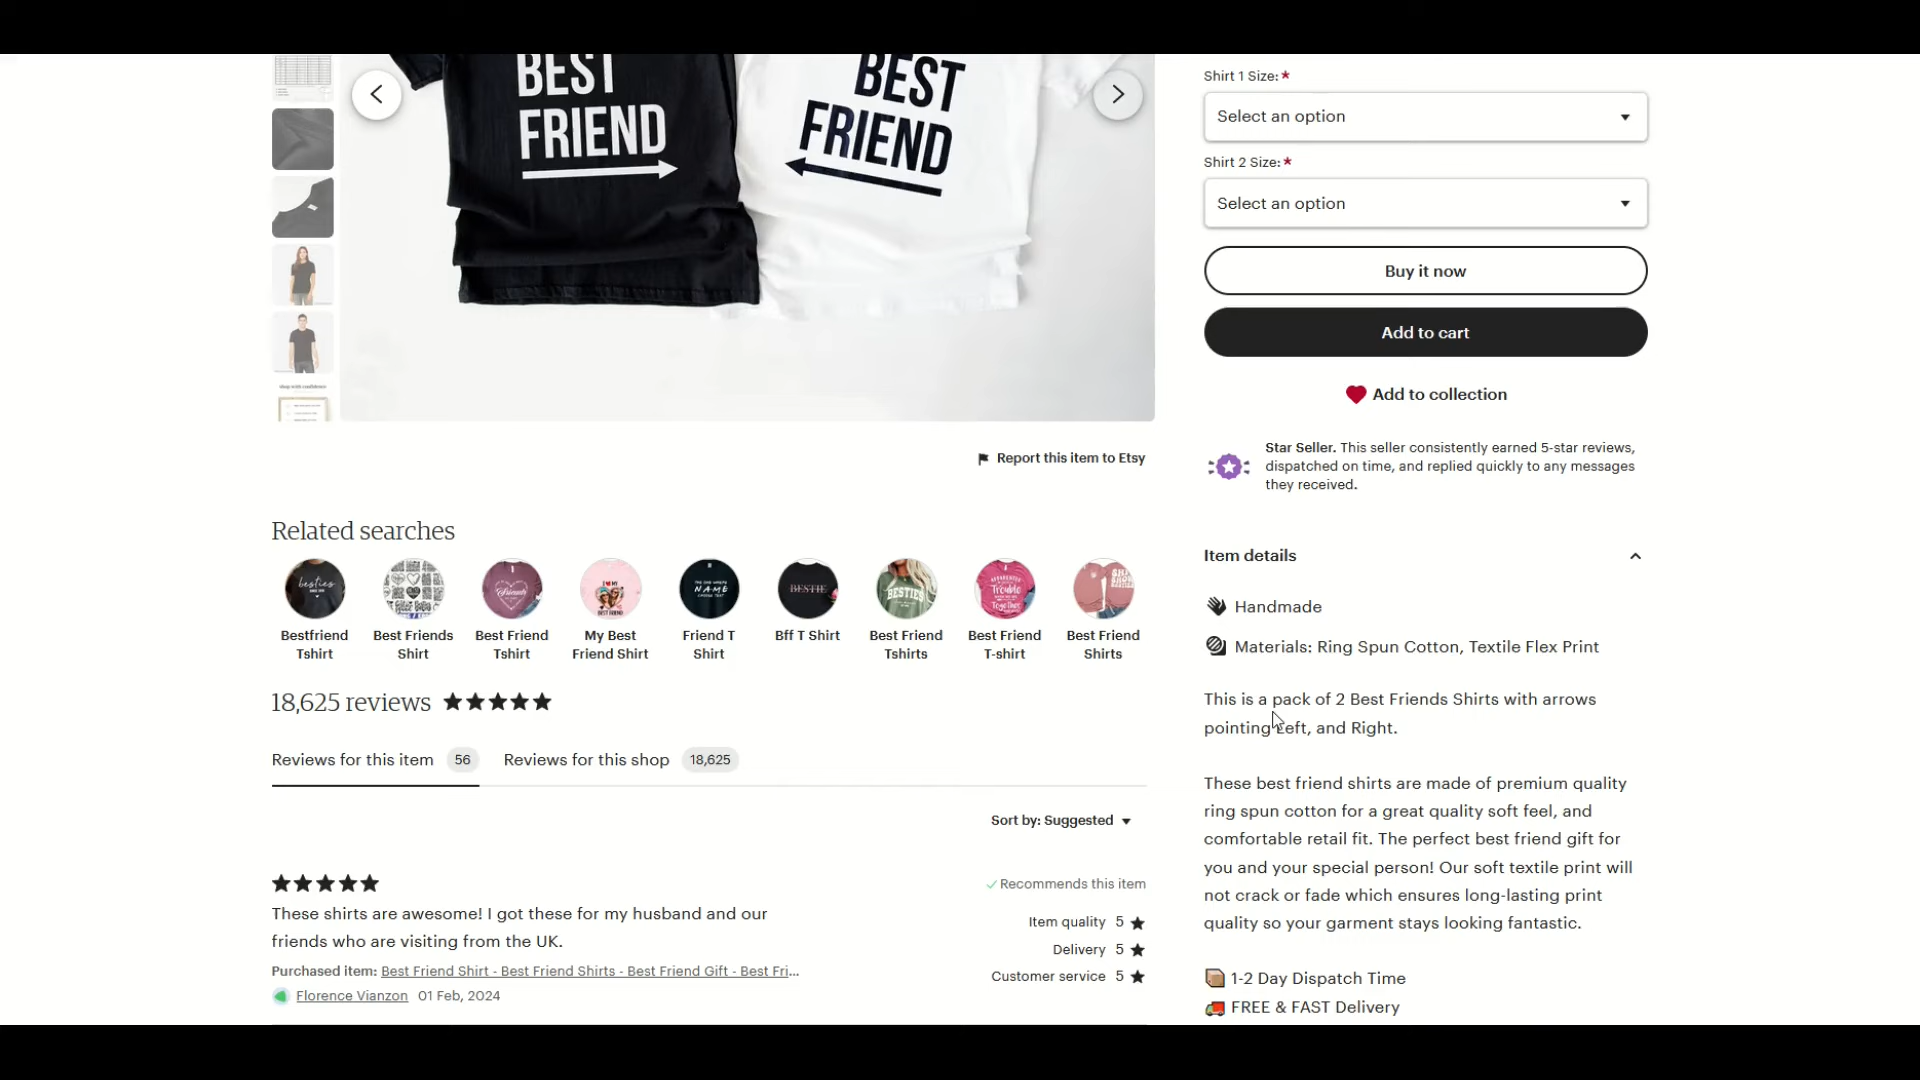 BEST
FRIEND
BEST
FRIEND
Shirt 1 Size: *
Select an option
Shirt 2 Size: *
Select an option
Buy it now
Add to cart
Add to collection
Star Seller. This seller consistently earned 5-star reviews,
dispatched on time, and replied quickly to any messages
they received.
Report this item to Etsy
Related searches
besties
Friends
NAME
BESTIE
BESTIES
Trouble
Together
Bestfriend
Tshirt
Best Friends
Shirt
Best Friend
Tshirt
My Best
Friend Shirt
Friend T
Shirt
Bff T Shirt
Best Friend
Tshirts
Best Friend
T-shirt
Best Friend
Shirts
18,625 reviews
Reviews for this item 56
Reviews for this shop 18,625
Sort by: Suggested
Recommends this item
These shirts are awesome! I got these for my husband and our
friends who are visiting from the UK.
Item quality 5
Delivery 5
Customer service 5
Purchased item: Best Friend Shirt - Best Friend Shirts - Best Friend Gift - Best Fri...
Florence Vianzon 01 Feb, 2024
Item details
Handmade
Materials: Ring Spun Cotton, Textile Flex Print
This is a pack of 2 Best Friends Shirts with arrows
pointing Left, and Right.
These best friend shirts are made of premium quality
ring spun cotton for a great quality soft feel, and
comfortable retail fit. The perfect best friend gift for
you and your special person! Our soft textile print will
not crack or fade which ensures long-lasting print
quality so your garment stays looking fantastic.
1-2 Day Dispatch Time
FREE & FAST Delivery